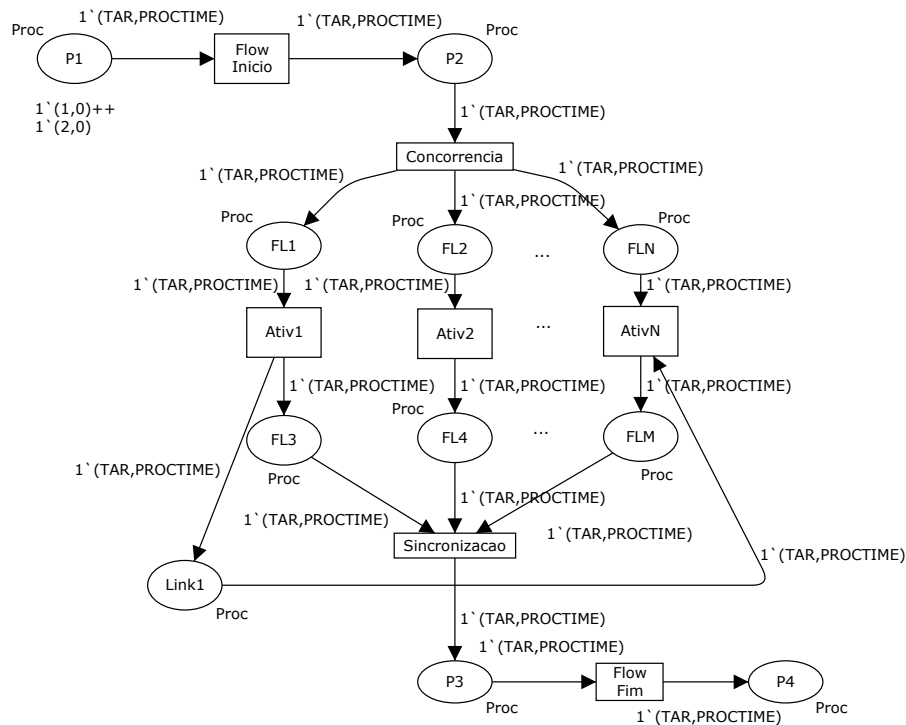 1`(TAR,PROCTIME)
1`(TAR,PROCTIME)
Proc
Proc
P1
Flow
Inicio
P2
1`(1,0)++
1`(2,0)
1`(TAR,PROCTIME)
Concorrencia
1`(TAR,PROCTIME)
1`(TAR,PROCTIME)
1`(TAR,PROCTIME)
Proc
Proc
Proc
FL1
FL2
...
FLN
1`(TAR,PROCTIME)
1`(TAR,PROCTIME)
1`(TAR,PROCTIME)
Ativ1
Ativ2
...
AtivN
1`(TAR,PROCTIME)
1`(TAR,PROCTIME)
1`(TAR,PROCTIME)
Proc
FL3
FL4
...
FLM
Proc
Proc
1`(TAR,PROCTIME)
1`(TAR,PROCTIME)
1`(TAR,PROCTIME)
1`(TAR,PROCTIME)
Sincronizacao
1`(TAR,PROCTIME)
Link1
Proc
1`(TAR,PROCTIME)
1`(TAR,PROCTIME)
P3
Flow
Fim
P4
Proc
1`(TAR,PROCTIME)
Proc